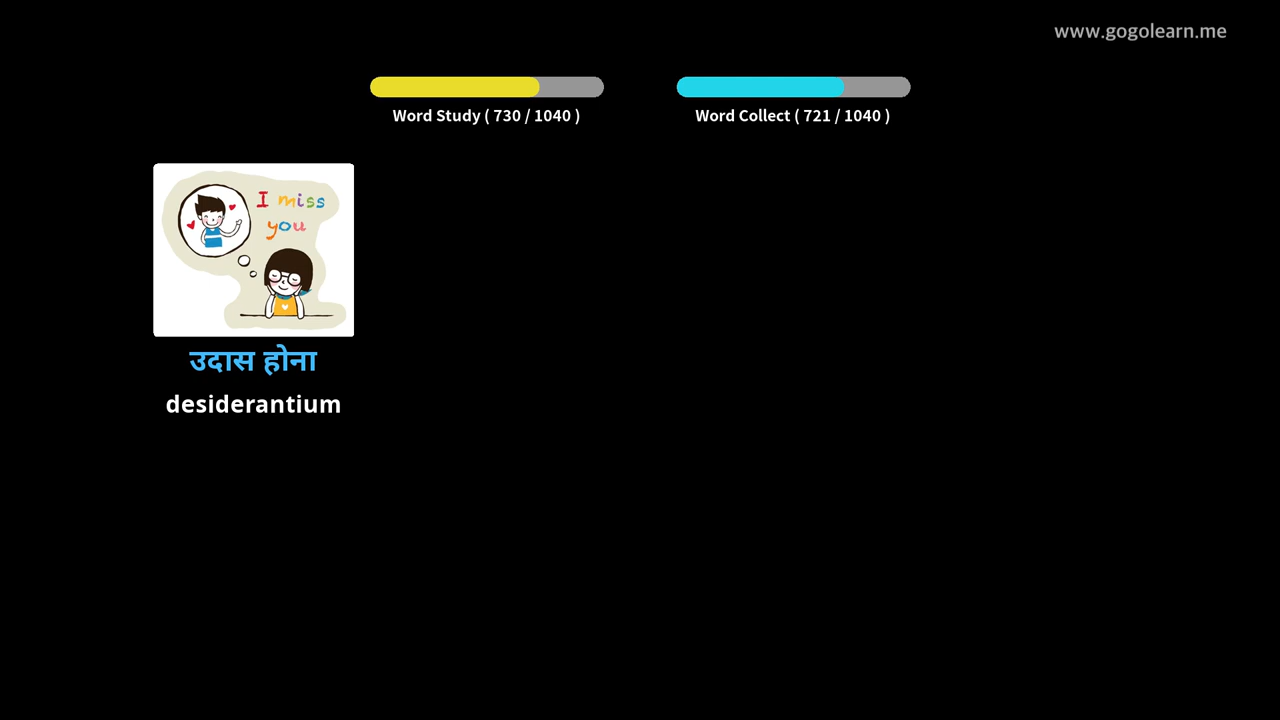 www.gogolearn.me
Word Study ( 730 / 1040 )
Word Collect ( 721 / 1040 )
I miss
you
उदास होना
desiderantium